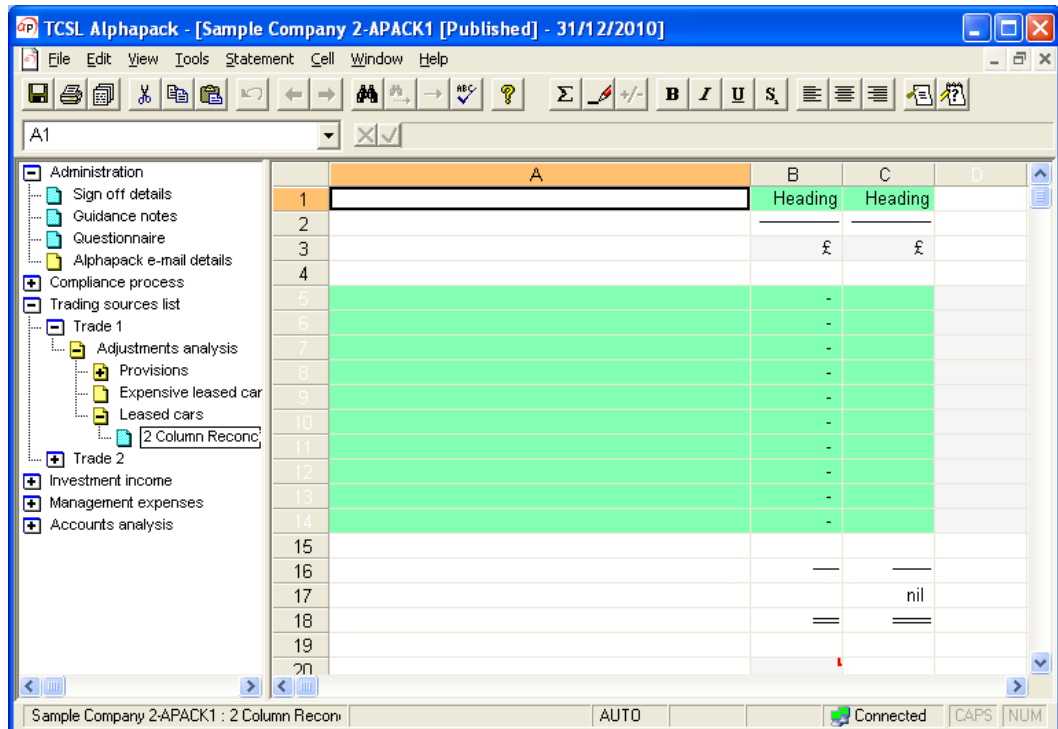 αP TCSL Alphapack - [Sample Company 2-APACK1 [Published] - 31/12/2010]
File Edit View Tools Statement Cell Window Help
ABC ? Σ +/- B I U S
A1
Administration
Sign off details
Guidance notes
Questionnaire
Alphapack e-mail details
Compliance process
Trading sources list
Trade 1
Adjustments analysis
Provisions
Expensive leased car
Leased cars
2 Column Reconc
Trade 2
Investment income
Management expenses
Accounts analysis
A B C D
1 Heading Heading
2
3 £ £
4
5 -
6 -
7 -
8 -
9 -
10 -
11 -
12 -
13 -
14 -
15
16
17 nil
18
19
20
Sample Company 2-APACK1 : 2 Column Recon AUTO Connected CAPS NUM